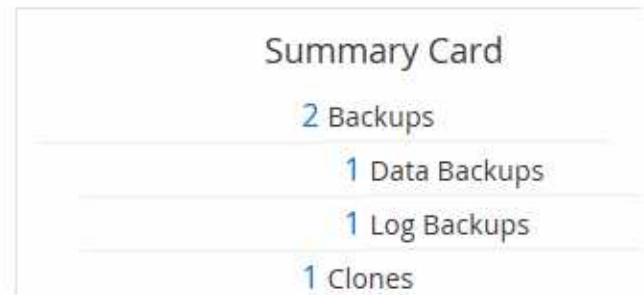 Summary Card
2 Backups
1 Data Backups
1 Log Backups
1 Clones